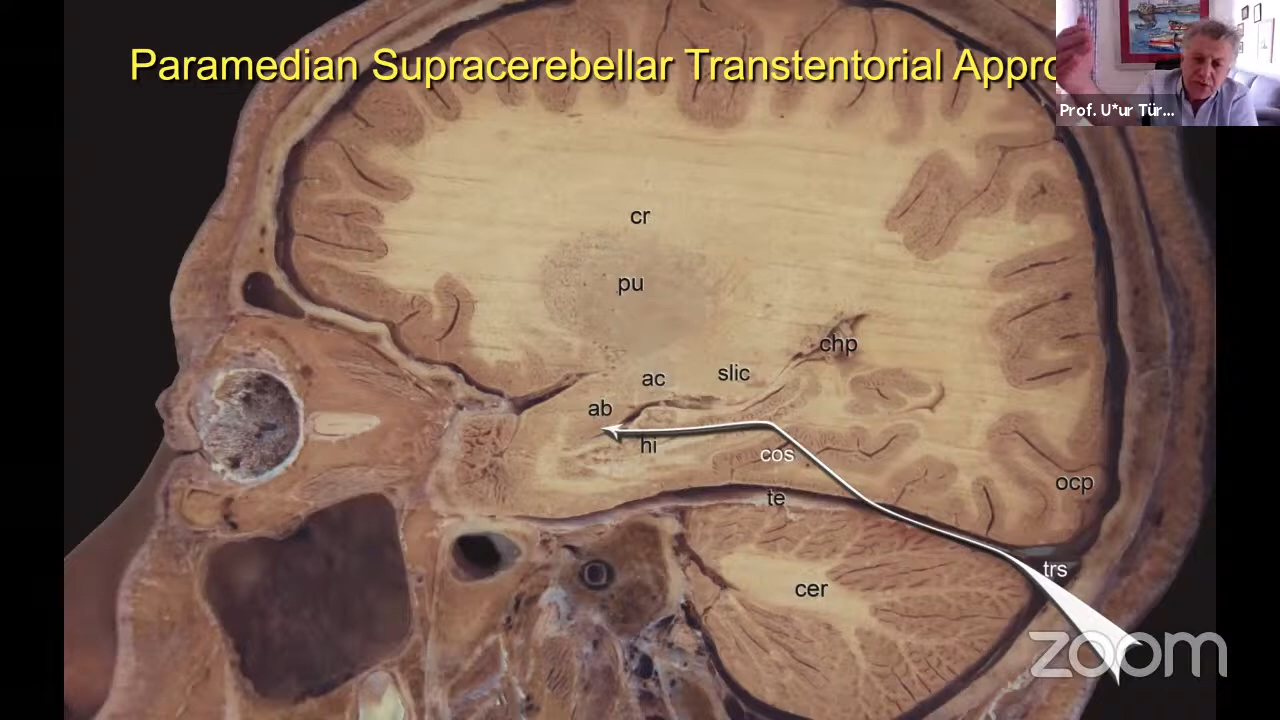 Paramedian Supracerebellar Transtentorial Appro
Prof. U*ur Tür...
cr
pu
chp
ac
slic
ab
hi
cos
ocp
te
trs
cer
zoom